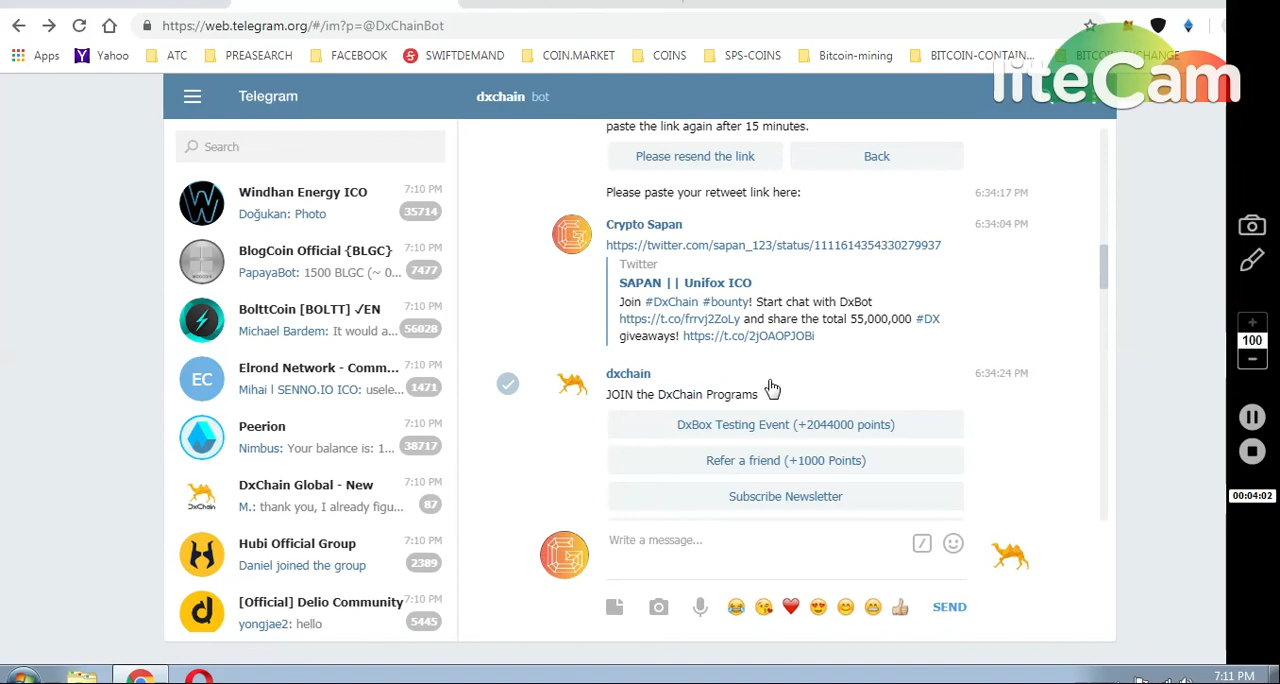 https://web.telegram.org/#/im?p=@DxChainBot
Apps Yahoo ATC PREASEARCH FACEBOOK SWIFTDEMAND COIN.MARKET COINS SPS-COINS Bitcoin-mining BITCOIN-CONTAIN... BITCOIN_EXCHANGE
liteCam
Telegram
dxchain bot
Search
Windhan Energy ICO 7:10 PM
Doğukan: Photo 35714
BlogCoin Official {BLGC} 7:10 PM
PapayaBot: 1500 BLGC (~ 0... 7477
BolttCoin [BOLTT] ✓EN 7:10 PM
Michael Bardem: It would a... 56028
EC
Elrond Network - Comm... 7:10 PM
Mihai l SENNO.IO ICO: usele... 1471
Peerion 7:10 PM
Nimbus: Your balance is: 1... 38717
DxChain
DxChain Global - New 7:10 PM
M.: thank you, I already figu... 87
Hubi Official Group 7:10 PM
Daniel joined the group 2389
[Official] Delio Community 7:10 PM
yongjae2: hello 5445
paste the link again after 15 minutes.
Please resend the link Back
Please paste your retweet link here: 6:34:17 PM
Crypto Sapan 6:34:04 PM
https://twitter.com/sapan_123/status/1111614354330279937
Twitter
SAPAN || Unifox ICO
Join #DxChain #bounty! Start chat with DxBot
https://t.co/frrvj2ZoLy and share the total 55,000,000 #DX
giveaways! https://t.co/2jOAOPJOBi
dxchain 6:34:24 PM
JOIN the DxChain Programs
DxBox Testing Event (+2044000 points)
Refer a friend (+1000 Points)
Subscribe Newsletter
Write a message...
SEND
100
00:04:02
7:11 PM